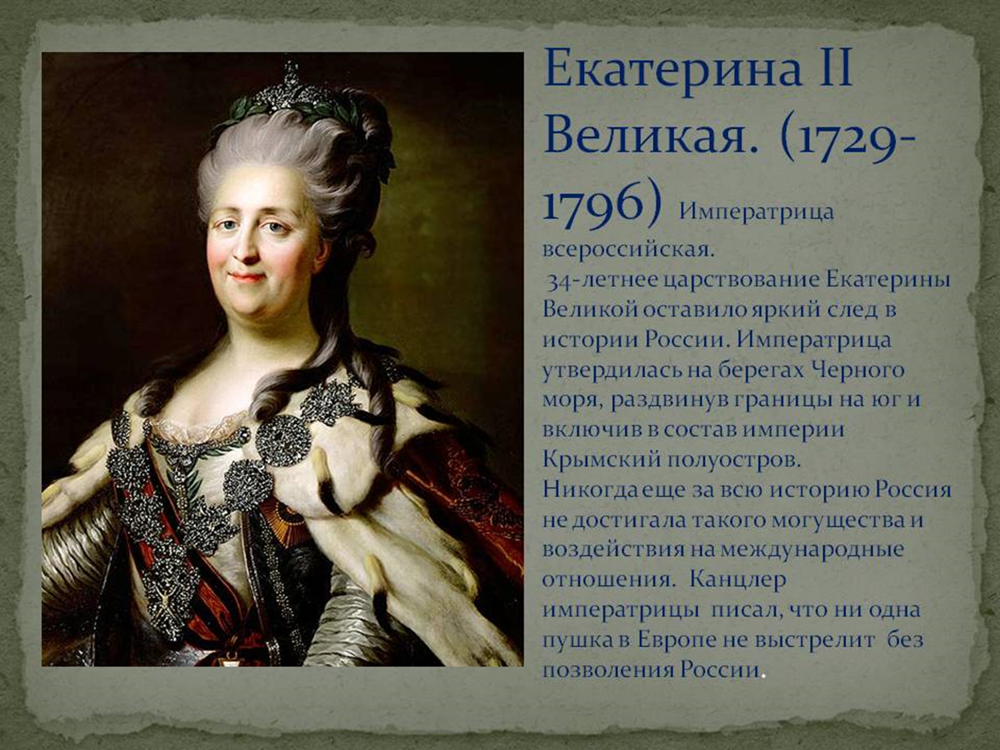 Екатерина II
Великая. (1729-
1796) Императрица
всероссийская.
34-летнее царствование Екатерины
Великой оставило яркий след в
истории России. Императрица
утвердилась на берегах Черного
моря, раздвинув границы на юг и
включив в состав империи
Крымский полуостров.
Никогда еще за всю историю Россия
не достигала такого могущества и
воздействия на международные
отношения. Канцлер
императрицы писал, что ни одна
пушка в Европе не выстрелит без
позволения России.